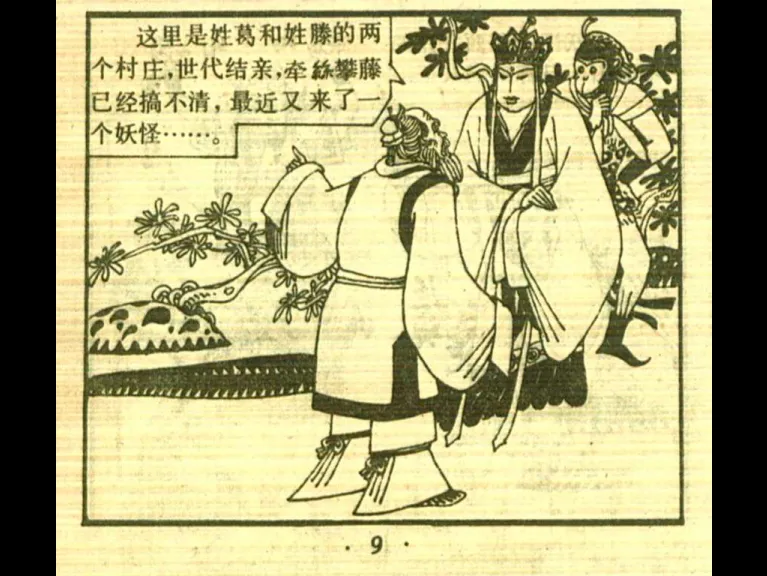 这里是姓葛和姓滕的两
个村庄，世代结亲，牵絲攀藤
已经搞不清，最近又来了一
个妖怪……。
· 9 ·